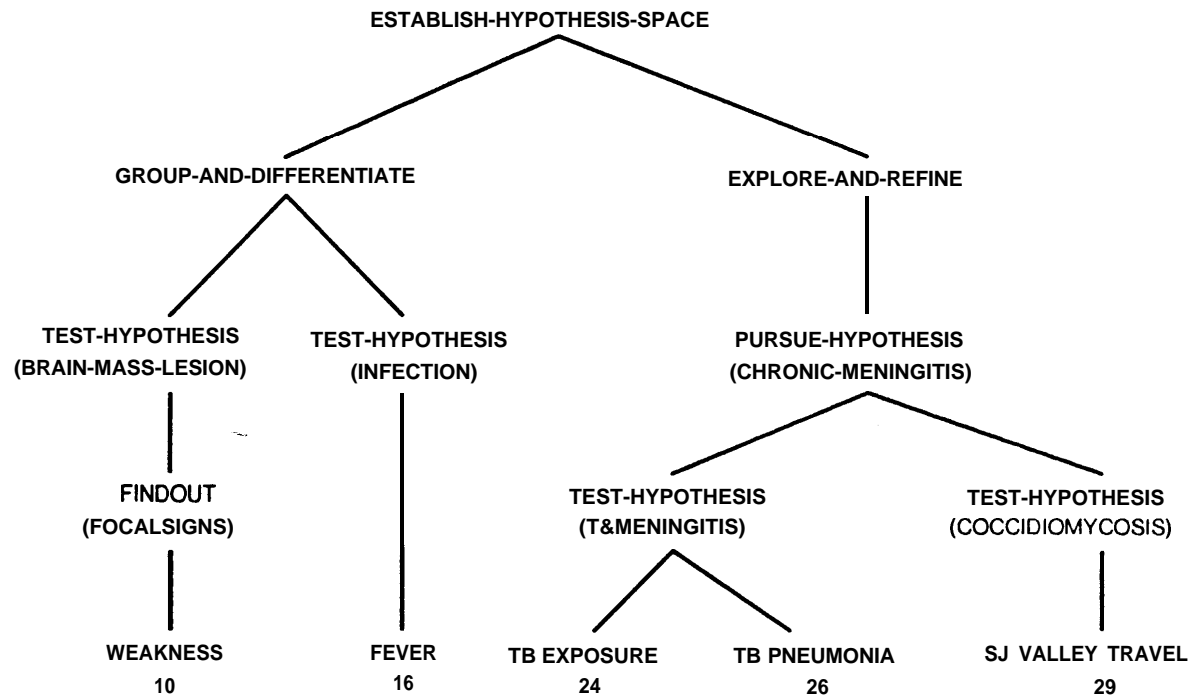 ESTABLISH-HYPOTHESIS-SPACE
GROUP-AND-DIFFERENTIATE
EXPLORE-AND-REFINE
TEST-HYPOTHESIS
(BRAIN-MASS-LESION)
TEST-HYPOTHESIS
(INFECTION)
PURSUE-HYPOTHESIS
(CHRONIC-MENINGITIS)
FINDOUT
(FOCALSIGNS)
TEST-HYPOTHESIS
(T&MENINGITIS)
TEST-HYPOTHESIS
(COCCIDIOMYCOSIS)
WEAKNESS
10
FEVER
16
TB EXPOSURE
24
TB PNEUMONIA
26
SJ VALLEY TRAVEL
29